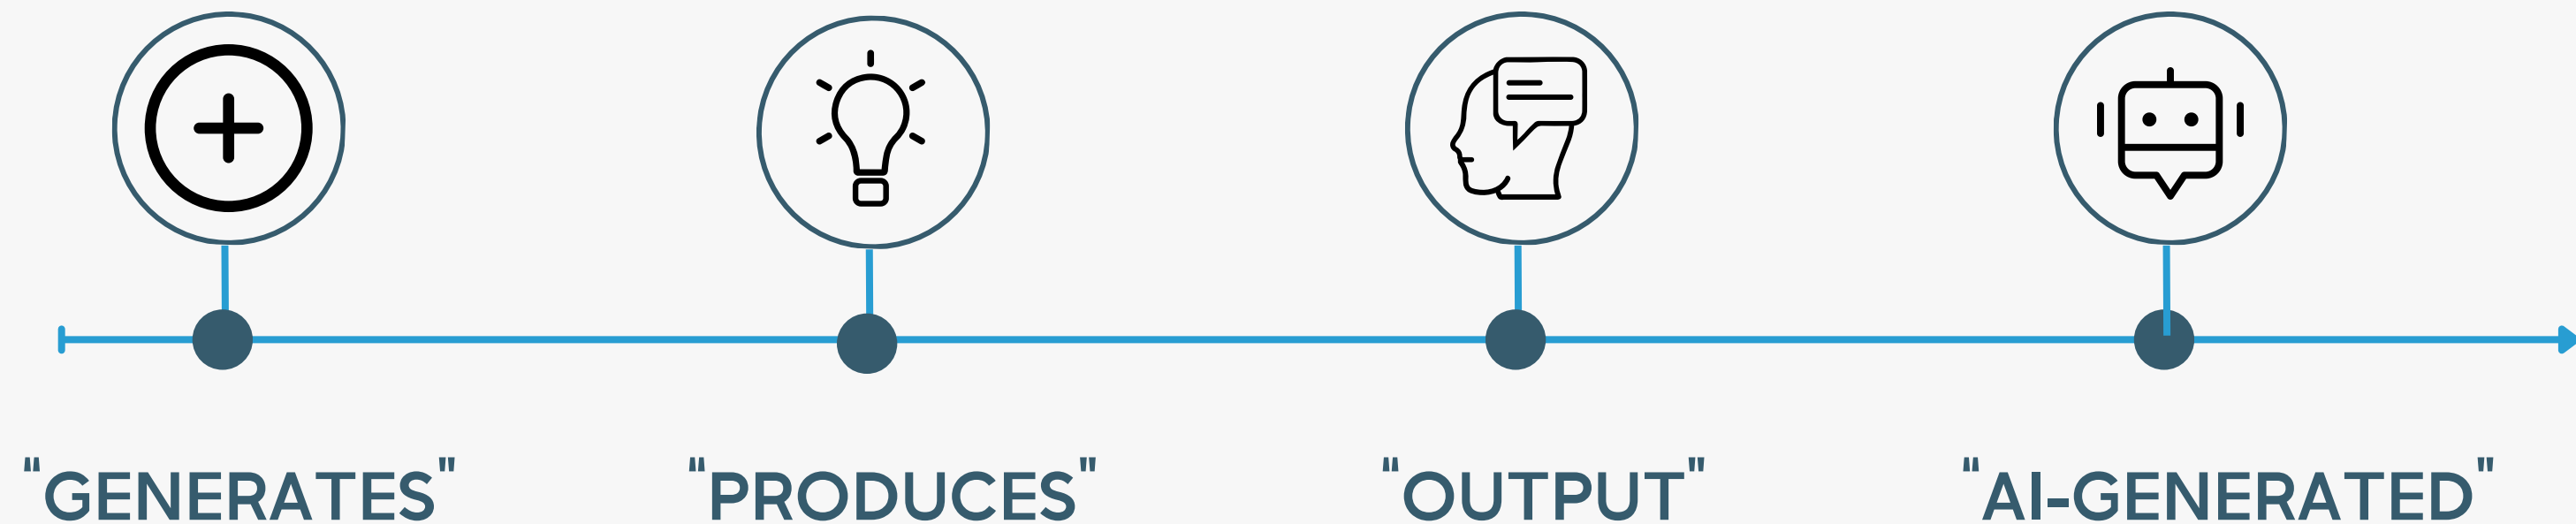 "GENERATES"
"PRODUCES"
"OUTPUT"
"AI-GENERATED"